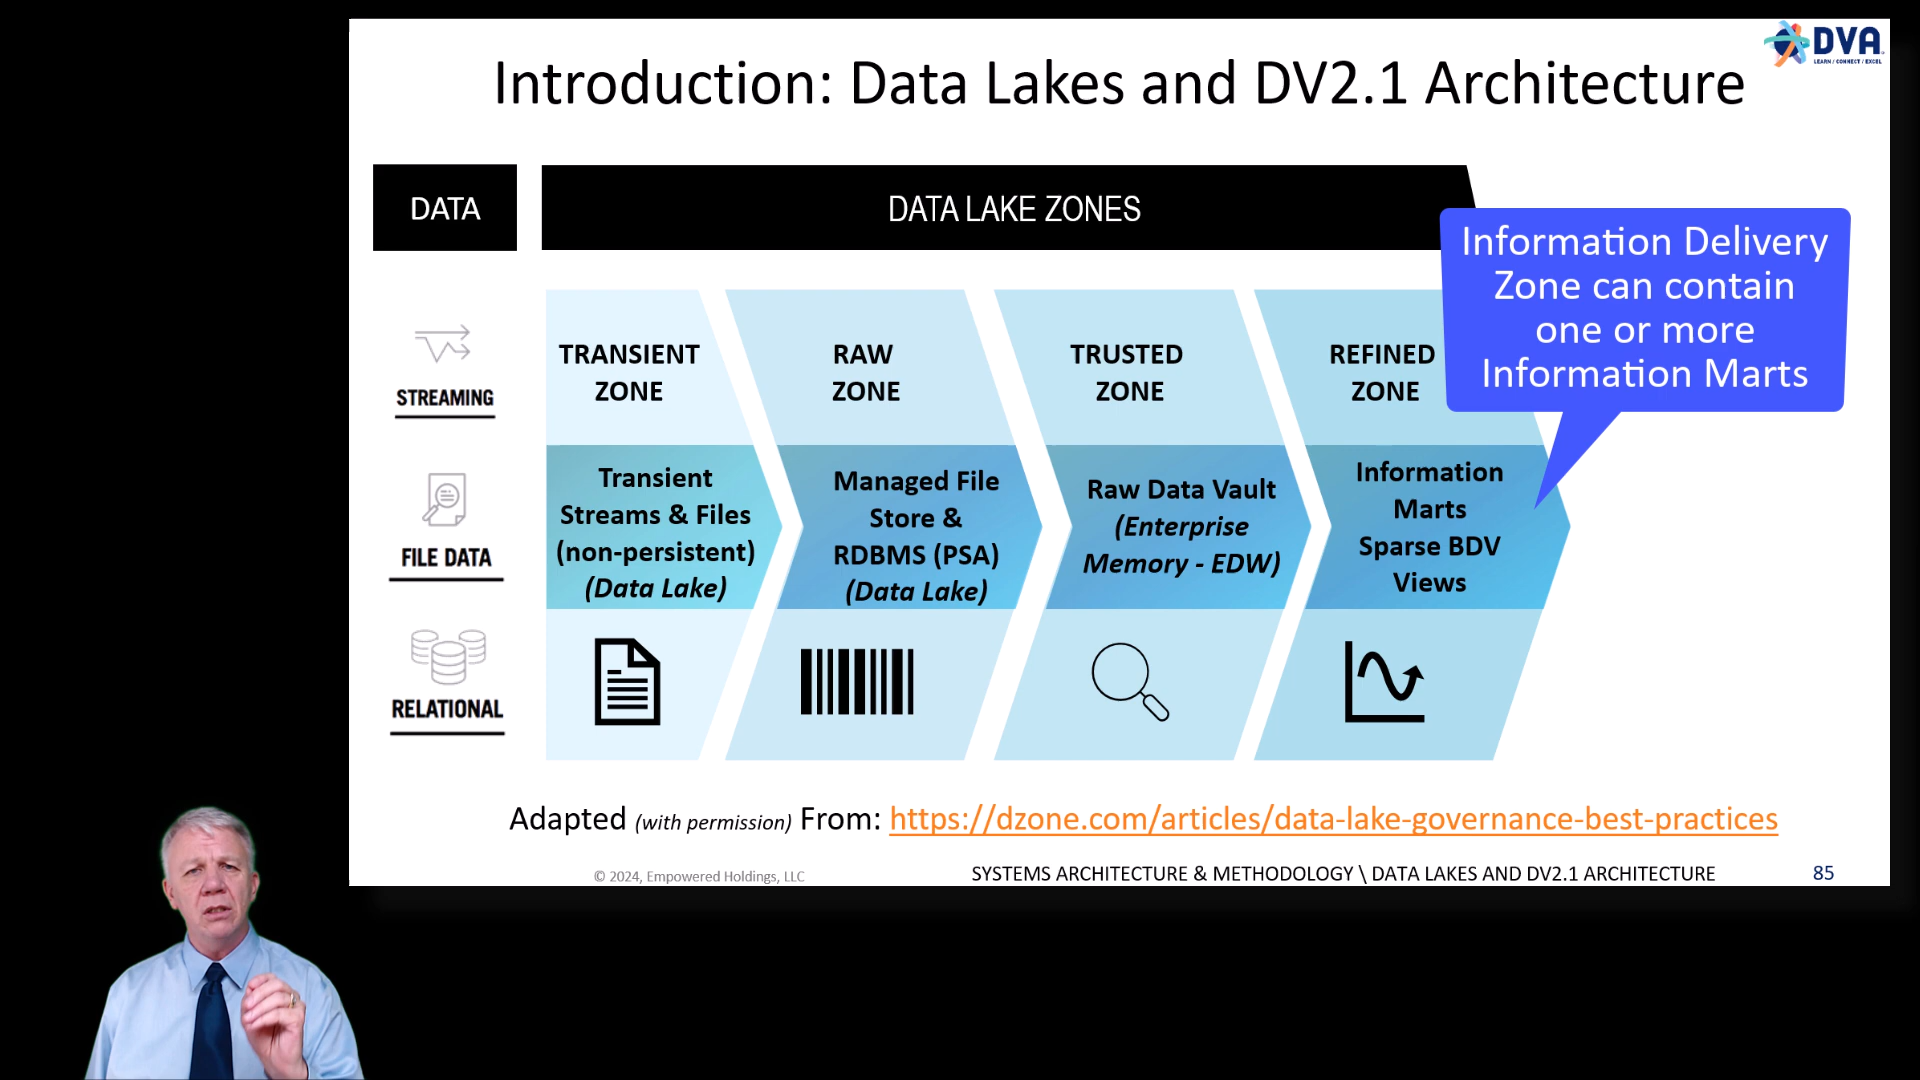 DVA
LEARN / CONNECT / EXCEL
Introduction: Data Lakes and DV2.1 Architecture
DATA
DATA LAKE ZONES
Information Delivery
Zone can contain
one or more
Information Marts
STREAMING
FILE DATA
RELATIONAL
TRANSIENT
ZONE
RAW
ZONE
TRUSTED
ZONE
REFINED
ZONE
Transient
Streams & Files
(non-persistent)
(Data Lake)
Managed File
Store &
RDBMS (PSA)
(Data Lake)
Raw Data Vault
(Enterprise
Memory - EDW)
Information
Marts
Sparse BDV
Views
Adapted (with permission) From: https://dzone.com/articles/data-lake-governance-best-practices
© 2024, Empowered Holdings, LLC
SYSTEMS ARCHITECTURE & METHODOLOGY \ DATA LAKES AND DV2.1 ARCHITECTURE
85